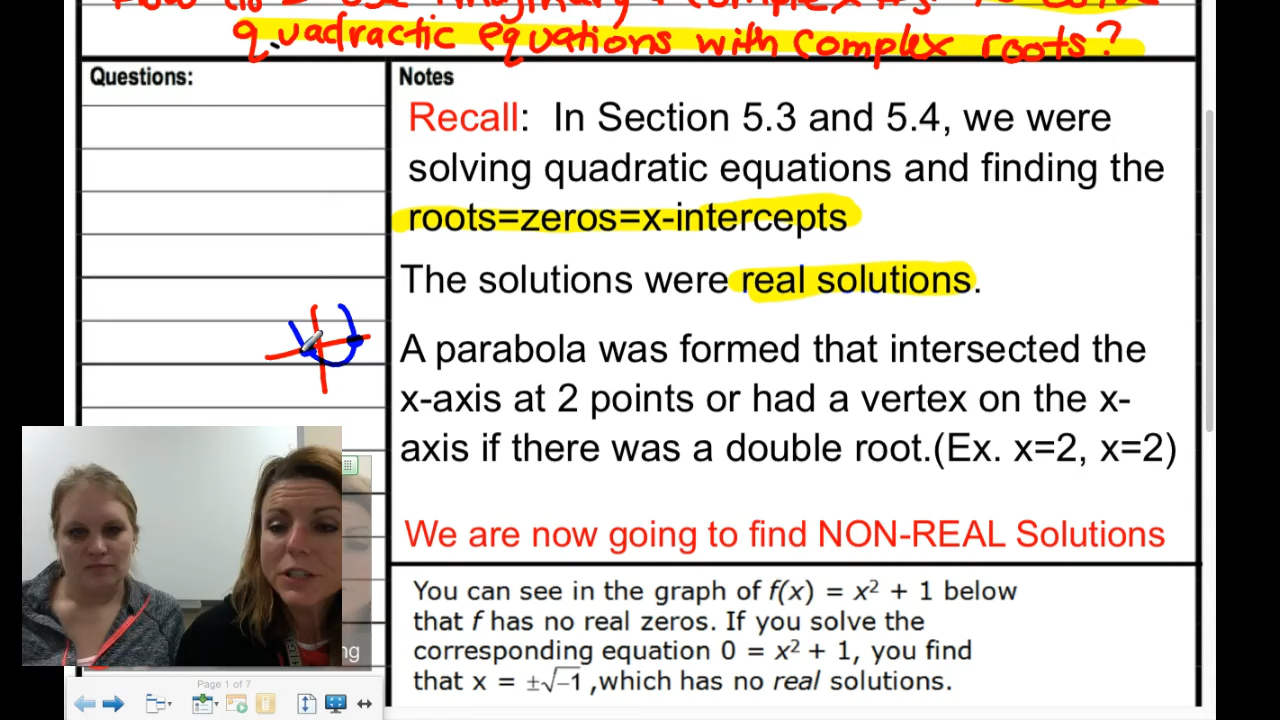 quadractic equations with complex roots?
Questions:
Notes
Recall: In Section 5.3 and 5.4, we were
solving quadratic equations and finding the
roots=zeros=x-intercepts
The solutions were real solutions.
A parabola was formed that intersected the
x-axis at 2 points or had a vertex on the x-
axis if there was a double root.(Ex. x=2, x=2)
We are now going to find NON-REAL Solutions
You can see in the graph of f(x) = x² + 1 below
that f has no real zeros. If you solve the
corresponding equation 0 = x² + 1, you find
that x = ±√-1 ,which has no real solutions.
ng
Page 1 of 7